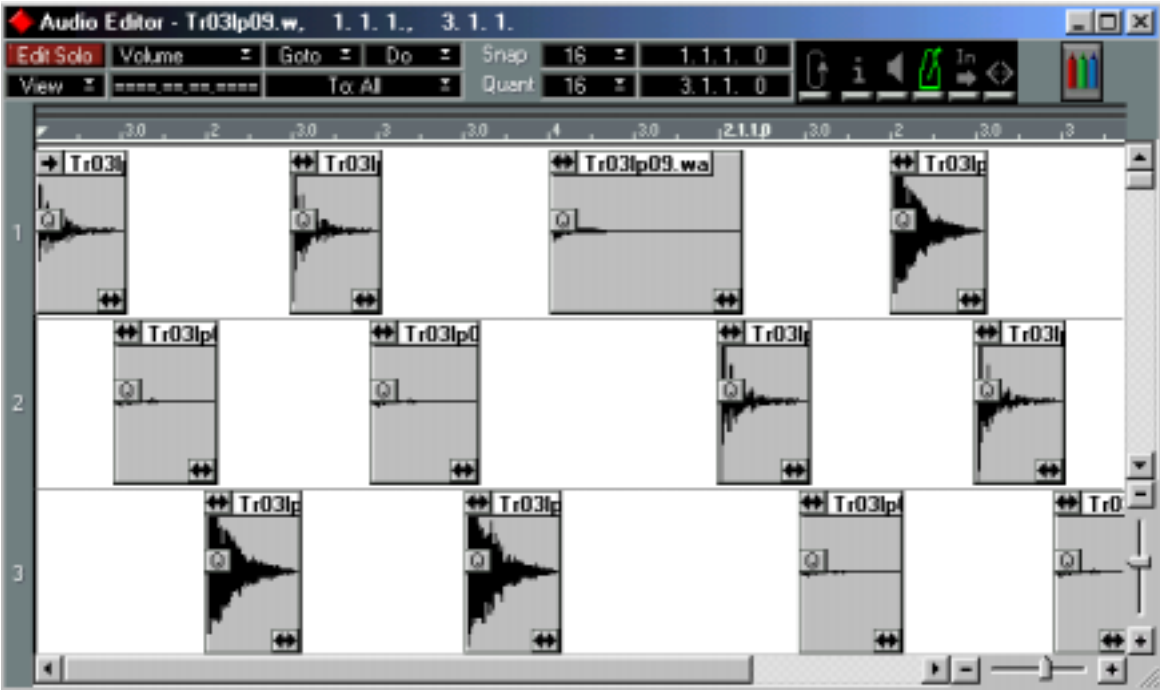 Audio Editor - Tr03lp09.w, 1. 1. 1., 3. 1. 1.
Edit Solo Volume Goto Do Snap 16 1. 1. 1. 0 i In
View ----.--.--.---- To: All Quant 16 3. 1. 1. 0
3.0 2 3.0 3 3.0 4 3.0 2.1.1.0 3.0 2 3.0 3
Tr03l Tr03l Tr03lp09.wa Tr03lp
Q Q Q Q
1
Tr03lp Tr03lp0 Tr03lp Tr03l
Q Q Q Q
2
Tr03lp Tr03lp Tr03lp Tr0
Q Q Q Q
3